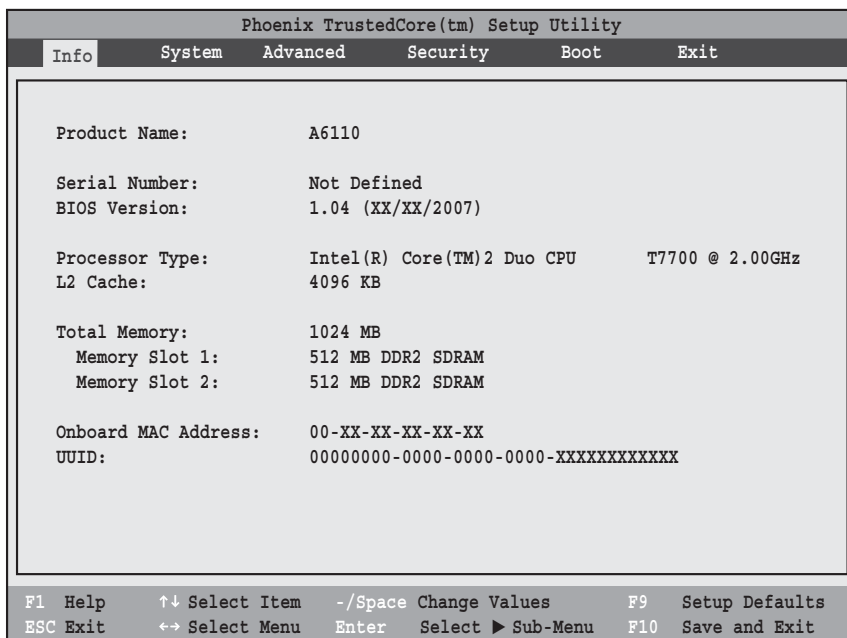 Phoenix TrustedCore(tm) Setup Utility
Info System Advanced Security Boot Exit
Product Name: A6110
Serial Number: Not Defined
BIOS Version: 1.04 (XX/XX/2007)
Processor Type: Intel(R) Core(TM)2 Duo CPU T7700 @ 2.00GHz
L2 Cache: 4096 KB
Total Memory: 1024 MB
Memory Slot 1: 512 MB DDR2 SDRAM
Memory Slot 2: 512 MB DDR2 SDRAM
Onboard MAC Address: 00-XX-XX-XX-XX-XX
UUID: 00000000-0000-0000-0000-XXXXXXXXXXXX
F1 Help ↑↓ Select Item -/Space Change Values F9 Setup Defaults
ESC Exit ↔ Select Menu Enter Select ▶ Sub-Menu F10 Save and Exit